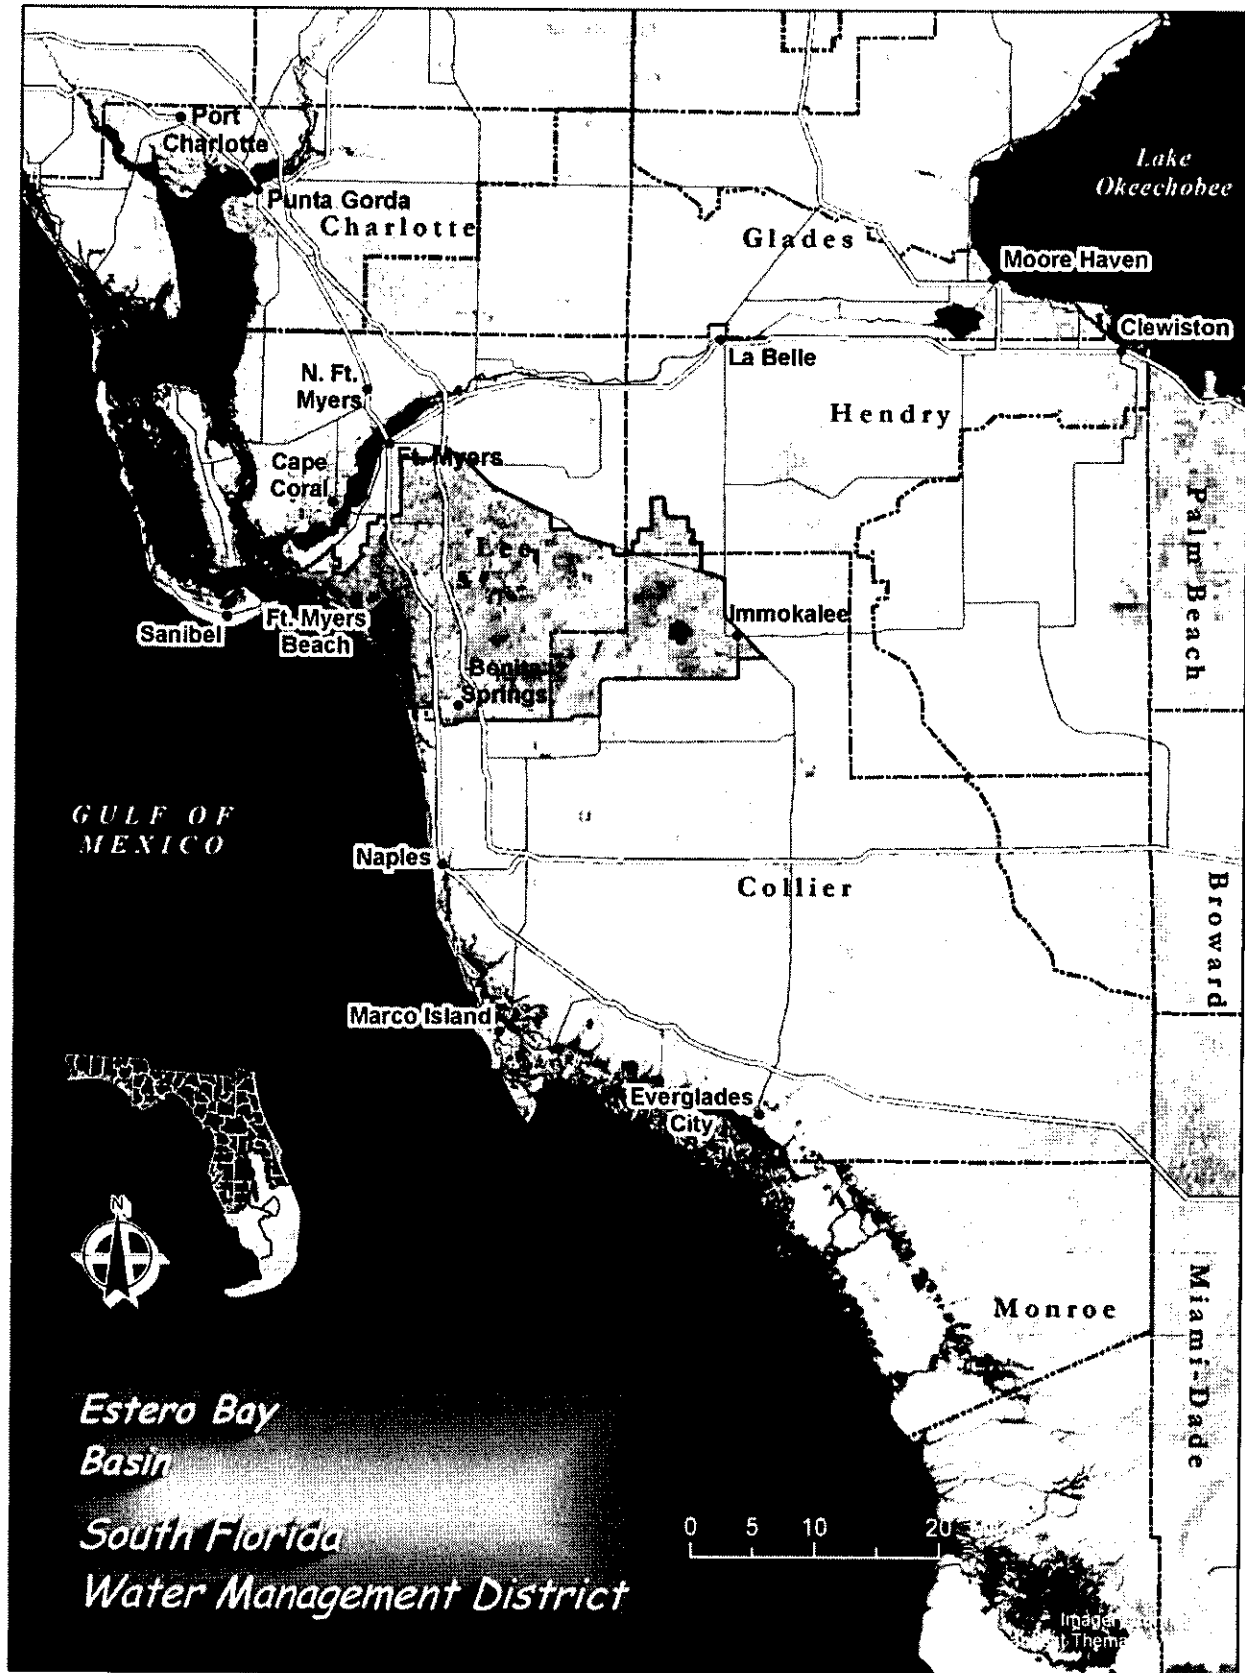 Port
Charlotte
Lake
Okeechobee
Punta Gorda
Charlotte
Glades
Moore Haven
Clewiston
La Belle
N. Ft.
Myers
Hendry
Ft. Myers
Cape
Coral
Palm Beach
Lee
Immokalee
Sanibel
Ft. Myers
Beach
Bonita
Springs
GULF OF
MEXICO
Naples
Collier
Broward
Marco Island
Everglades
City
N
Monroe
Miami-Dade
Estero Bay
Basin
South Florida
Water Management District
0 5 10 20